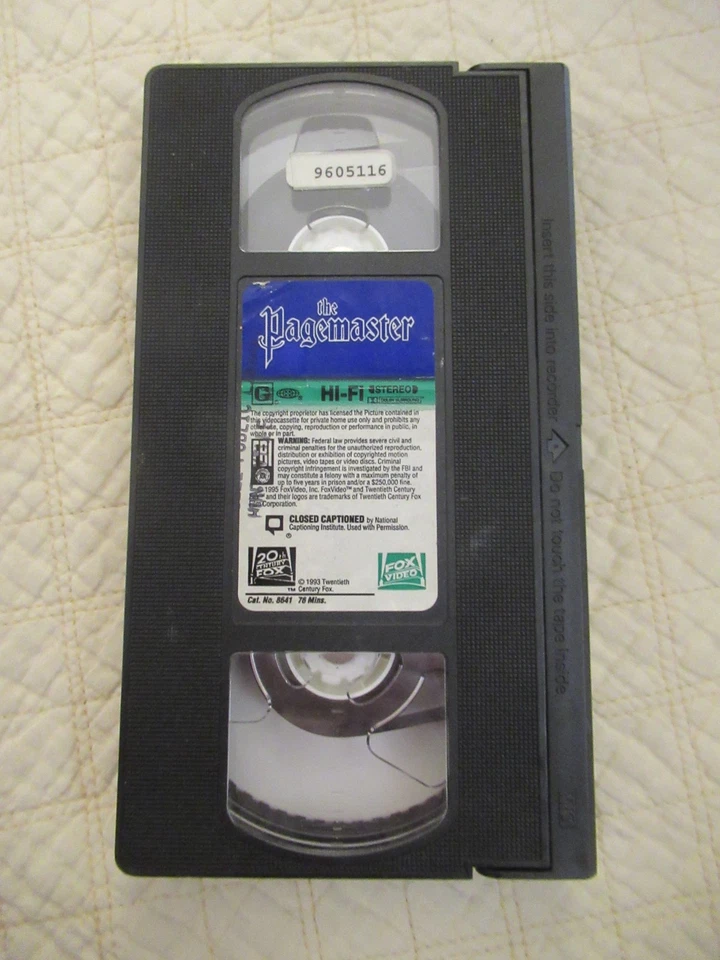 9605116
the
Pagemaster
G
HI-Fi STEREO
The copyright proprietor has licensed the Picture contained in
this videocassette for private home use only and prohibits any
other use, copying, reproduction or performance in public, in
whole or in part.
WARNING: Federal law provides severe civil and
criminal penalties for the unauthorized reproduction,
distribution or exhibition of copyrighted motion
pictures, video tapes or video discs. Criminal
copyright infringement is investigated by the FBI and
may constitute a felony with a maximum penalty of
up to five years in prison and/or a $250,000 fine.
©1995 FoxVideo, Inc. FoxVideo™ and Twentieth Century
and their logos are trademarks of Twentieth Century Fox
Corporation.
CLOSED CAPTIONED by National
Captioning Institute. Used with Permission.
®
20th
CENTURY
FOX
™
© 1993 Twentieth
Century Fox.
FOX
VIDEO
Cat. No. 8641 76 Mins.
Insert this side into recorder Do not touch the tape inside